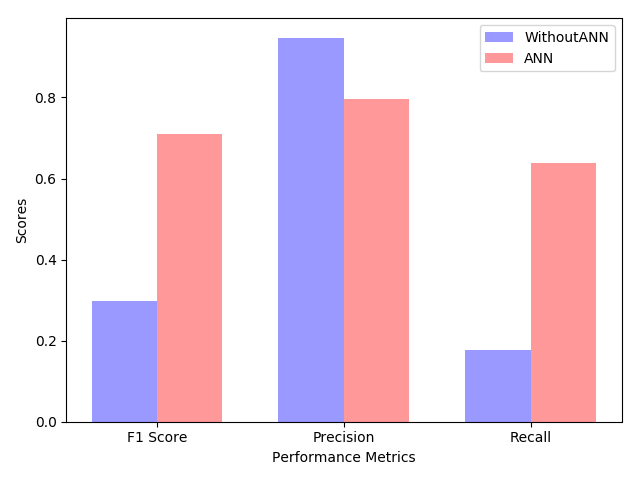 WithoutANN
ANN
Scores
0.8
0.6
0.4
0.2
0.0
F1 Score Precision Recall
Performance Metrics